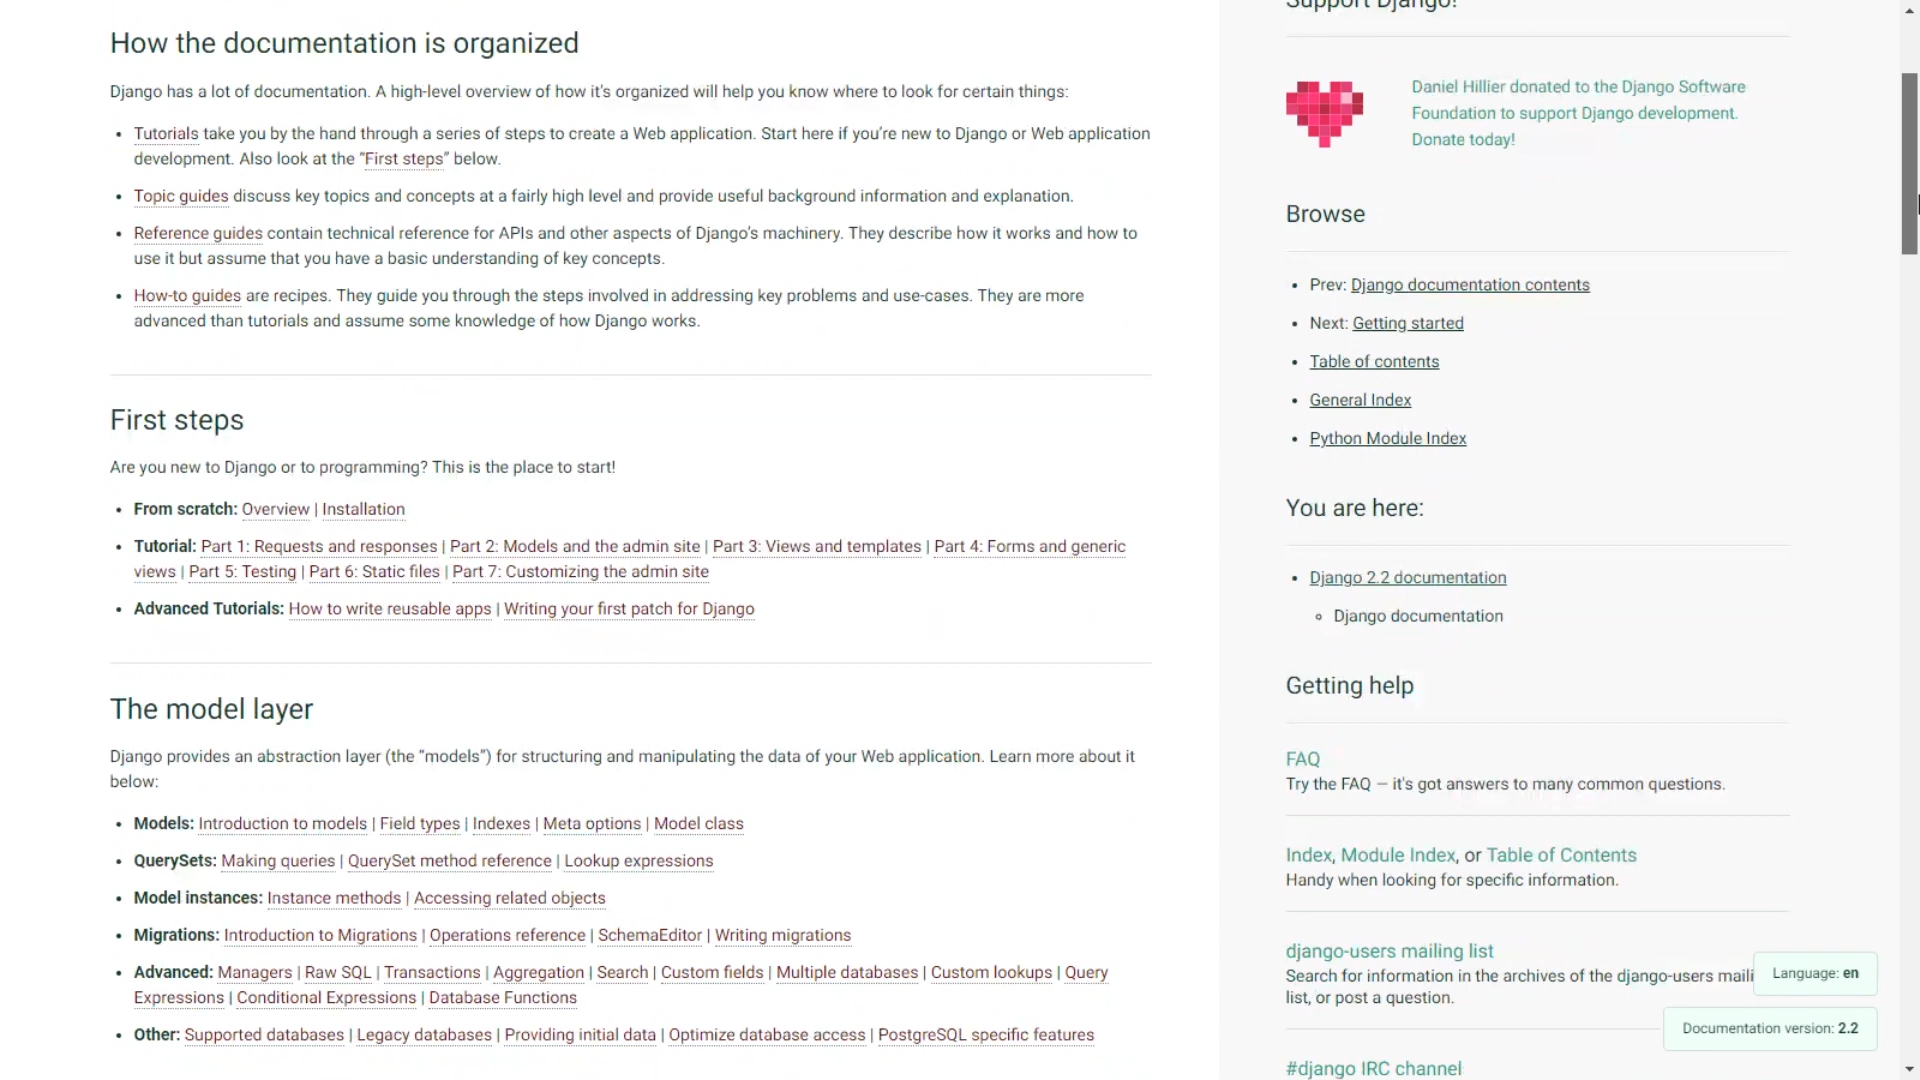 How the documentation is organized
Django has a lot of documentation. A high-level overview of how it's organized will help you know where to look for certain things:
Tutorials take you by the hand through a series of steps to create a Web application. Start here if you're new to Django or Web application
development. Also look at the “First steps” below.
Topic guides discuss key topics and concepts at a fairly high level and provide useful background information and explanation.
Reference guides contain technical reference for APIs and other aspects of Django's machinery. They describe how it works and how to
use it but assume that you have a basic understanding of key concepts.
How-to guides are recipes. They guide you through the steps involved in addressing key problems and use-cases. They are more
advanced than tutorials and assume some knowledge of how Django works.
First steps
Are you new to Django or to programming? This is the place to start!
From scratch: Overview | Installation
Tutorial: Part 1: Requests and responses | Part 2: Models and the admin site | Part 3: Views and templates | Part 4: Forms and generic
views | Part 5: Testing | Part 6: Static files | Part 7: Customizing the admin site
Advanced Tutorials: How to write reusable apps | Writing your first patch for Django
The model layer
Django provides an abstraction layer (the “models”) for structuring and manipulating the data of your Web application. Learn more about it
below:
Models: Introduction to models | Field types | Indexes | Meta options | Model class
QuerySets: Making queries | QuerySet method reference | Lookup expressions
Model instances: Instance methods | Accessing related objects
Migrations: Introduction to Migrations | Operations reference | SchemaEditor | Writing migrations
Advanced: Managers | Raw SQL | Transactions | Aggregation | Search | Custom fields | Multiple databases | Custom lookups | Query
Expressions | Conditional Expressions | Database Functions
Other: Supported databases | Legacy databases | Providing initial data | Optimize database access | PostgreSQL specific features
Support Django!
Daniel Hillier donated to the Django Software
Foundation to support Django development.
Donate today!
Browse
Prev: Django documentation contents
Next: Getting started
Table of contents
General Index
Python Module Index
You are here:
Django 2.2 documentation
Django documentation
Getting help
FAQ
Try the FAQ — it's got answers to many common questions.
Index, Module Index, or Table of Contents
Handy when looking for specific information.
django-users mailing list
Search for information in the archives of the django-users maili
list, or post a question.
#django IRC channel
Language: en
Documentation version: 2.2